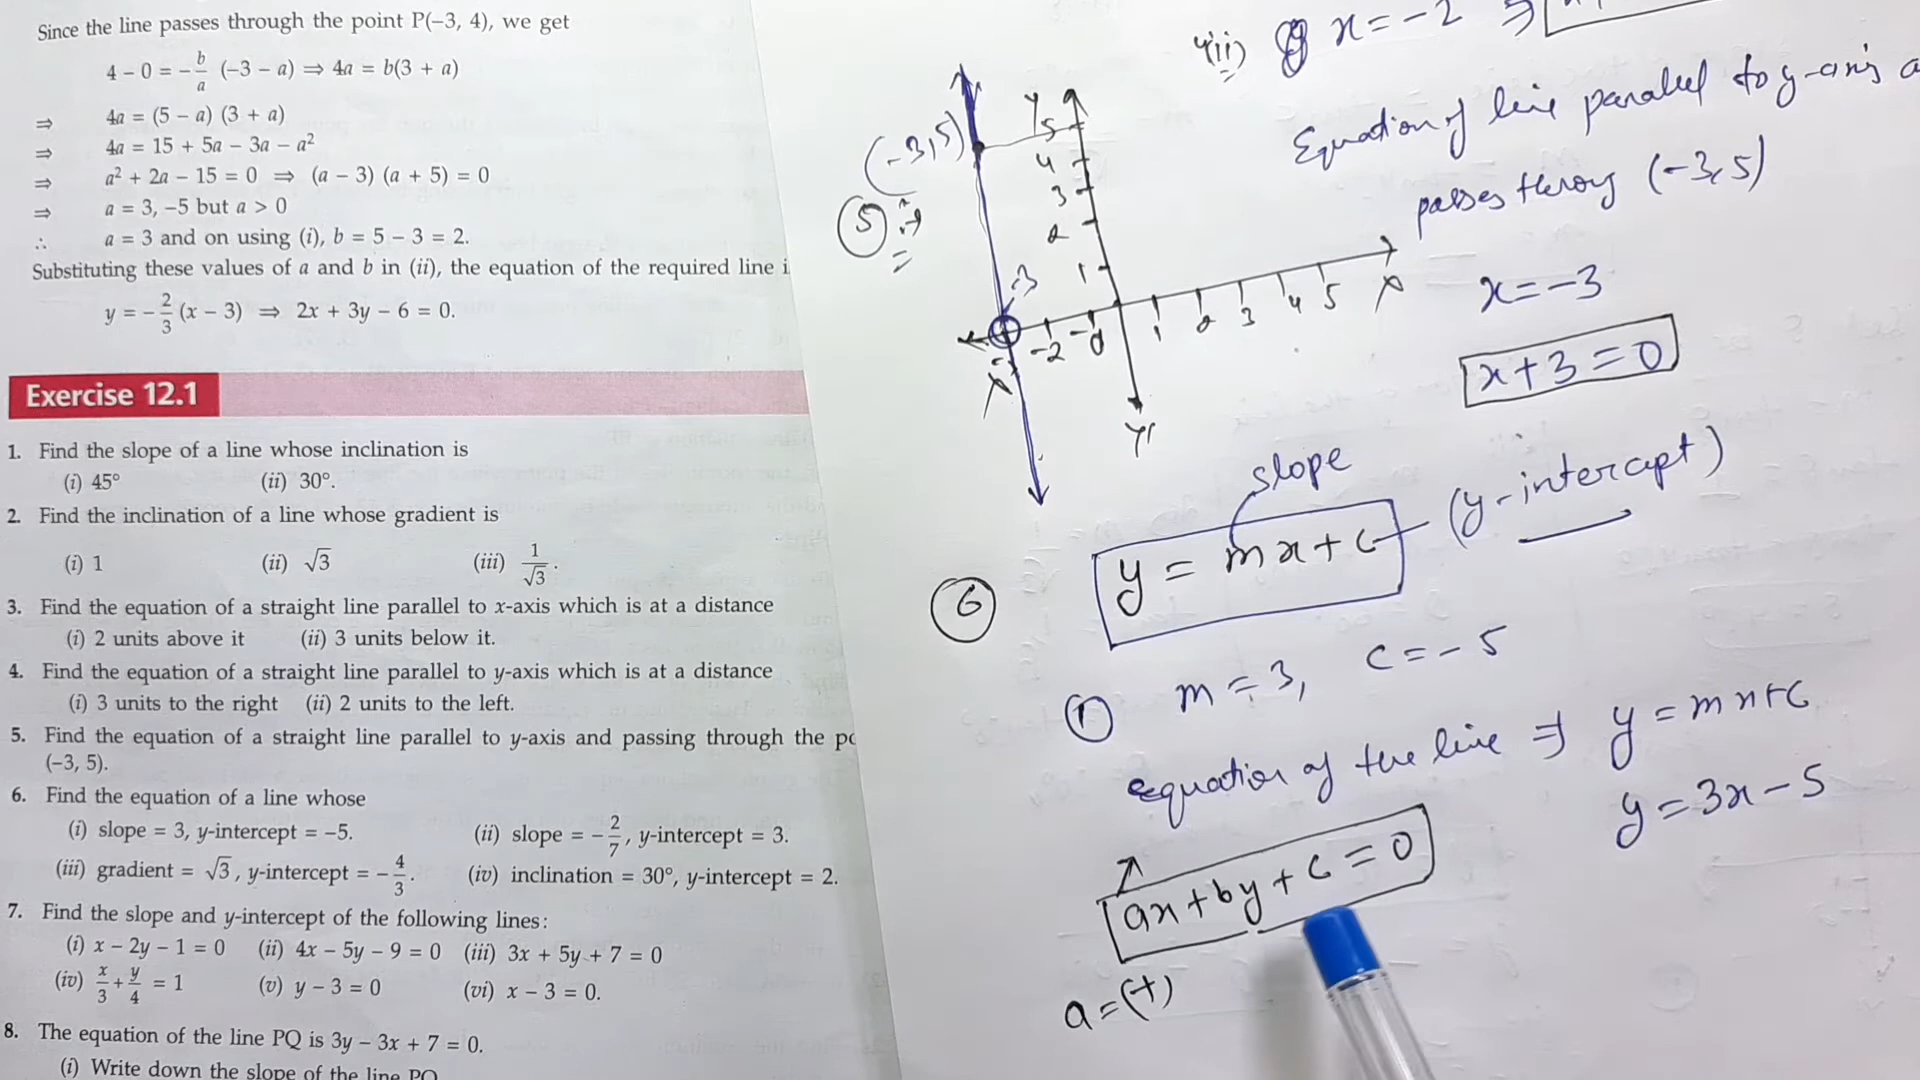 Since the line passes through the point P(−3, 4), we get
4 − 0 = − b/a (−3 − a) ⇒ 4a = b(3 + a)
⇒ 4a = (5 − a) (3 + a)
⇒ 4a = 15 + 5a − 3a − a²
⇒ a² + 2a − 15 = 0 ⇒ (a − 3) (a + 5) = 0
⇒ a = 3, −5 but a > 0
∴ a = 3 and on using (i), b = 5 − 3 = 2.
Substituting these values of a and b in (ii), the equation of the required line i
y = − 2/3 (x − 3) ⇒ 2x + 3y − 6 = 0.
Exercise 12.1
1. Find the slope of a line whose inclination is
(i) 45° (ii) 30°.
2. Find the inclination of a line whose gradient is
(i) 1 (ii) √3 (iii) 1/√3.
3. Find the equation of a straight line parallel to x-axis which is at a distance
(i) 2 units above it (ii) 3 units below it.
4. Find the equation of a straight line parallel to y-axis which is at a distance
(i) 3 units to the right (ii) 2 units to the left.
5. Find the equation of a straight line parallel to y-axis and passing through the po
(−3, 5).
6. Find the equation of a line whose
(i) slope = 3, y-intercept = −5. (ii) slope = − 2/7, y-intercept = 3.
(iii) gradient = √3, y-intercept = − 4/3. (iv) inclination = 30°, y-intercept = 2.
7. Find the slope and y-intercept of the following lines:
(i) x − 2y − 1 = 0 (ii) 4x − 5y − 9 = 0 (iii) 3x + 5y + 7 = 0
(iv) x/3 + y/4 = 1 (v) y − 3 = 0 (vi) x − 3 = 0.
8. The equation of the line PQ is 3y − 3x + 7 = 0.
(i) Write down the slope of the line PQ
x = −2 ⇒
Equation of line parallel to y-axis a
passes throug (−3, 5)
x = −3
x + 3 = 0
5
(−3, 5)
Y
5
4
3
2
1
-3
-2
1 2 3 4 5 X
Y'
6
slope
y = mx + c (y-intercept)
m = 3, c = −5
equation of the line ⇒ y = mx + c
y = 3x − 5
ax + by + c = 0
a = (+)